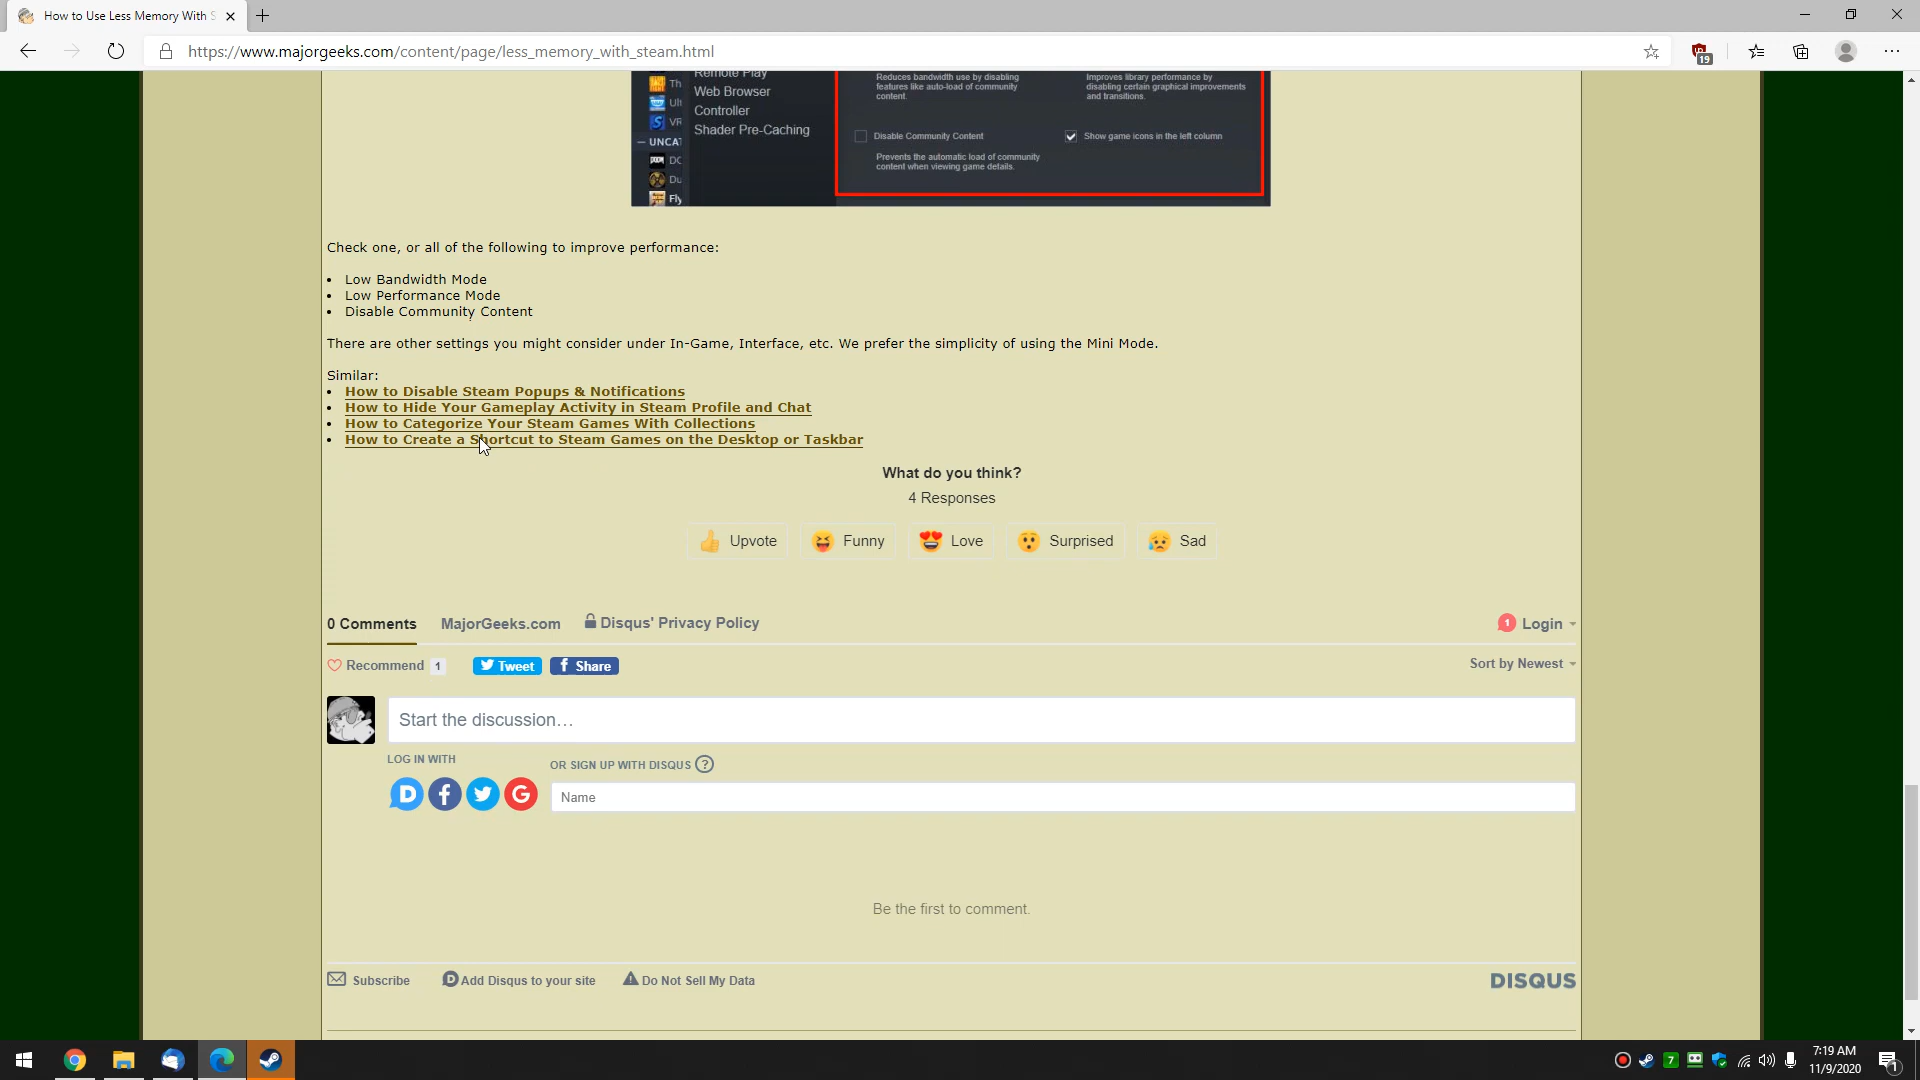 How to Use Less Memory With S
https://www.majorgeeks.com/content/page/less_memory_with_steam.html
19
Remote Play
Th
Web Browser
Ult
Controller
VR
Shader Pre-Caching
UNCAT
DO
Du
Fly
Reduces bandwidth use by disabling
features like auto-load of community
content.
Improves library performance by
disabling certain graphical improvements
and transitions.
Disable Community Content
Show game icons in the left column
Prevents the automatic load of community
content when viewing game details.
Check one, or all of the following to improve performance:
• Low Bandwidth Mode
• Low Performance Mode
• Disable Community Content
There are other settings you might consider under In-Game, Interface, etc. We prefer the simplicity of using the Mini Mode.
Similar:
• How to Disable Steam Popups & Notifications
• How to Hide Your Gameplay Activity in Steam Profile and Chat
• How to Categorize Your Steam Games With Collections
• How to Create a Shortcut to Steam Games on the Desktop or Taskbar
What do you think?
4 Responses
Upvote Funny Love Surprised Sad
0 Comments MajorGeeks.com Disqus' Privacy Policy 1 Login
Recommend 1 Tweet Share Sort by Newest
Start the discussion…
LOG IN WITH
OR SIGN UP WITH DISQUS ?
Name
Be the first to comment.
Subscribe Add Disqus to your site Do Not Sell My Data DISQUS
7
7:19 AM
11/9/2020
1